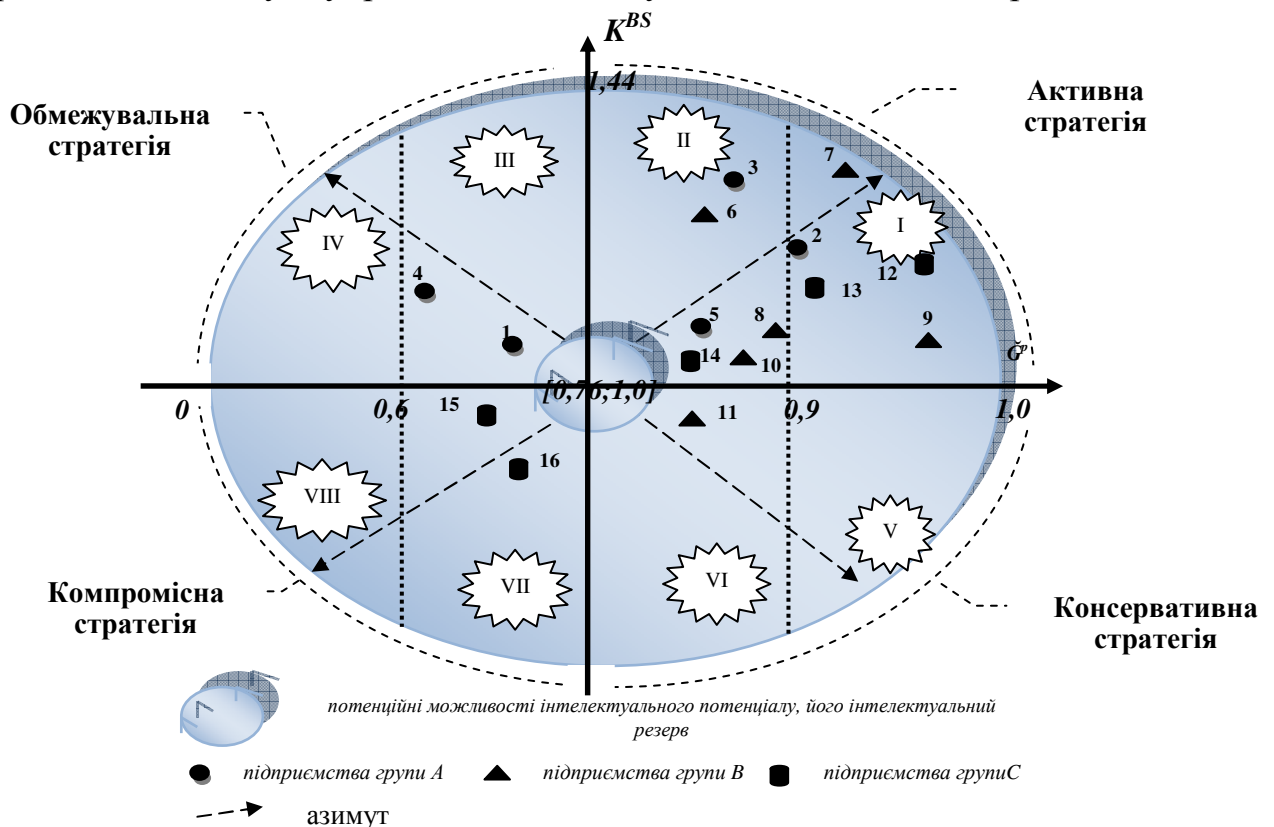 K^BS
1,44
Обмежувальна
стратегія
Активна
стратегія
III
II
3
7
6
IV
I
2
12
13
4
5
8
9
1
14
10
[0,76;1,0]
0
0,6
0,9
1,0
15
11
16
VIII
V
VII
VI
Компромісна
стратегія
Консервативна
стратегія
потенційні можливості інтелектуального потенціалу, його інтелектуальний
резерв
підприємства групи А
підприємства групи В
підприємства групиС
азимут